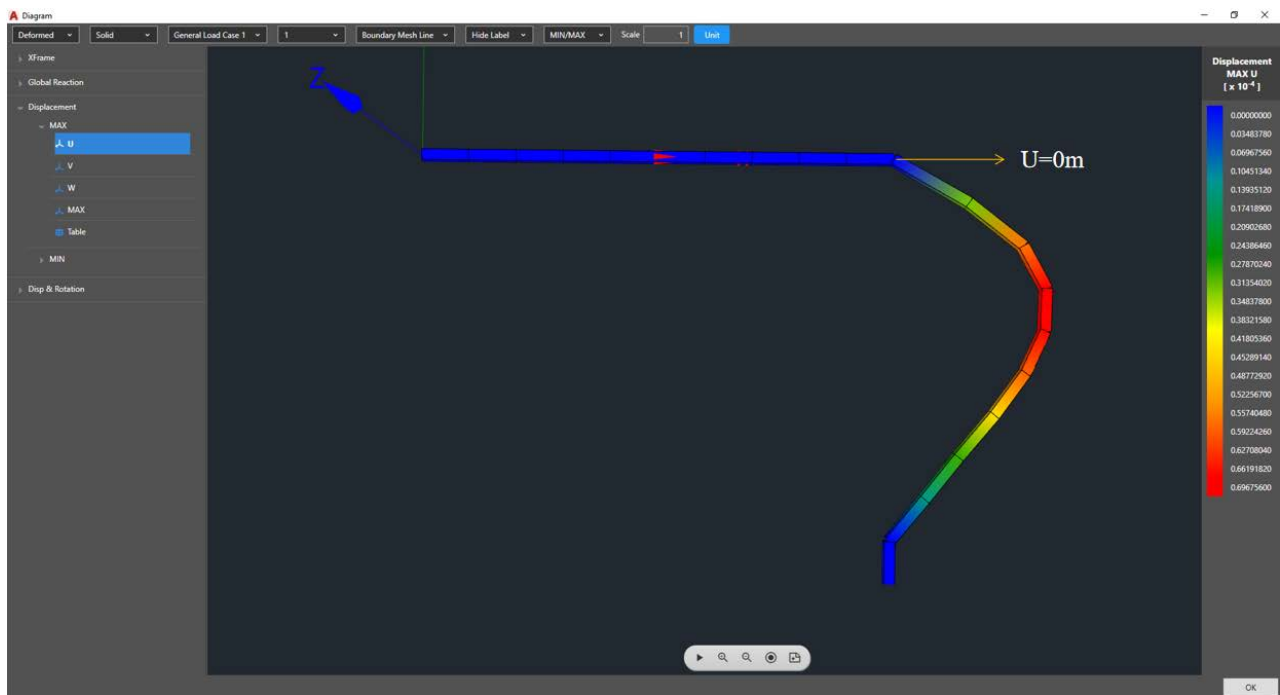 Diagram
Deformed Solid General Load Case 1 1 Boundary Mesh Line Hide Label MIN/MAX Scale 1 Unit
XFrame
Global Reaction
Displacement
MAX
U
V
W
MAX
Table
MIN
Disp & Rotation
Z
U=0m
Displacement
MAX U
[ x 10⁻⁴ ]
0.00000000
0.03483780
0.06967560
0.10451340
0.13935120
0.17418900
0.20902680
0.24386460
0.27870240
0.31354020
0.34837800
0.38321580
0.41805360
0.45289140
0.48772920
0.52256700
0.55740480
0.59224260
0.62708040
0.66191820
0.69675600
OK